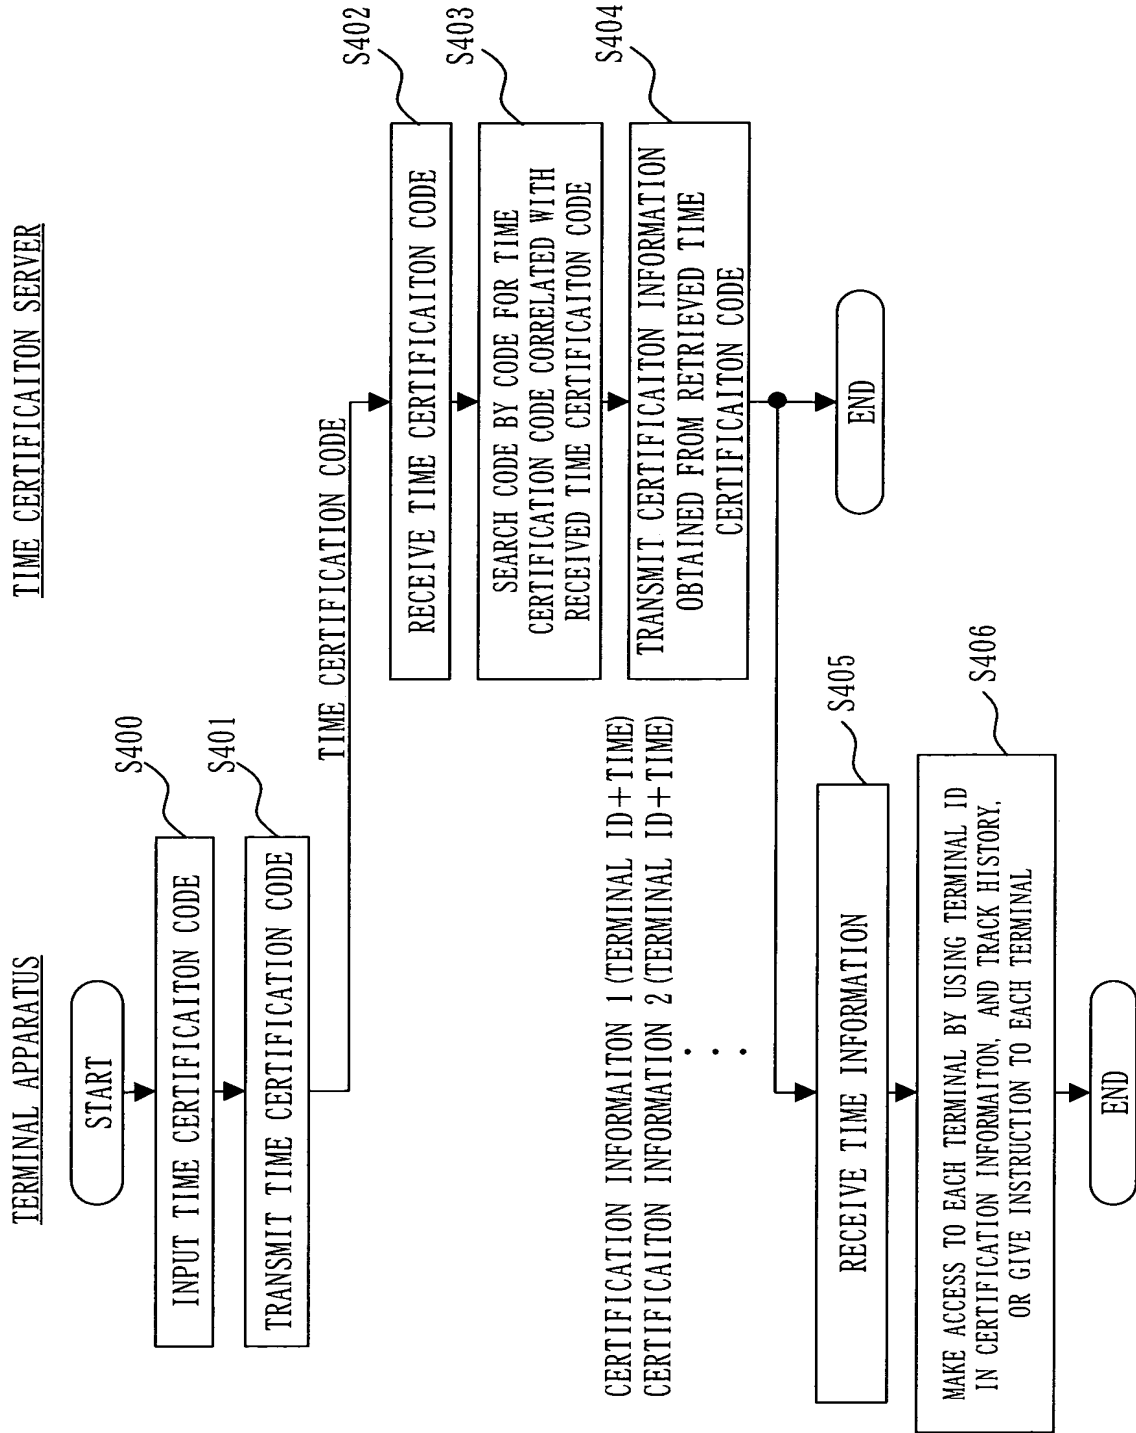 TERMINAL APPARATUS
TIME CERTIFICAITON SERVER
START
INPUT TIME CERTIFICAITON CODE
S400
TRANSMIT TIME CERTIFICATION CODE
S401
TIME CERTIFICATION CODE
RECEIVE TIME CERTIFICAITON CODE
S402
SEARCH CODE BY CODE FOR TIME
CERTIFICATION CODE CORRELATED WITH
RECEIVED TIME CERTIFICAITON CODE
S403
TRANSMIT CERTIFICAITON INFORMATION
OBTAINED FROM RETRIEVED TIME
CERTIFICAITON CODE
S404
END
CERTIFICATION INFORMAITON 1(TERMINAL ID+TIME)
CERTIFICAITON INFORMATION 2(TERMINAL ID+TIME)
. . .
RECEIVE TIME INFORMATION
S405
MAKE ACCESS TO EACH TERMINAL BY USING TERMINAL ID
IN CERTIFICATION INFORMAITON, AND TRACK HISTORY,
OR GIVE INSTRUCTION TO EACH TERMINAL
S406
END